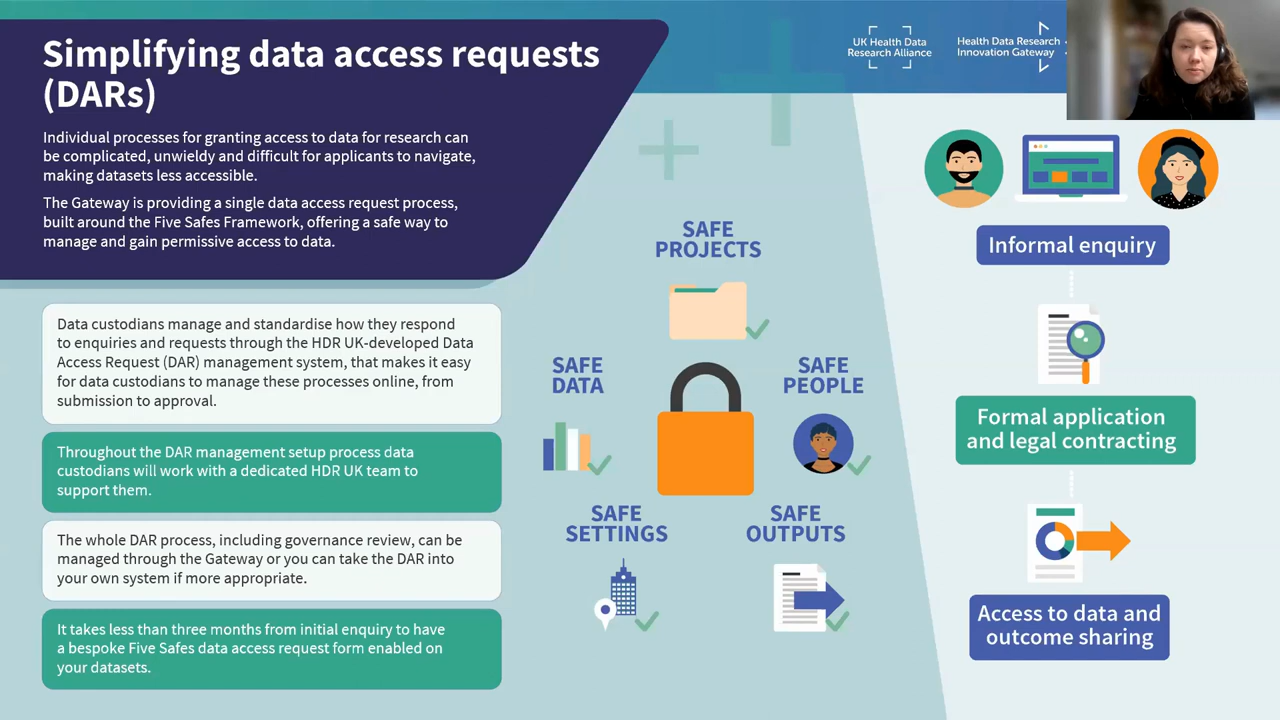 Simplifying data access requests
(DARs)
Individual processes for granting access to data for research can
be complicated, unwieldy and difficult for applicants to navigate,
making datasets less accessible.
The Gateway is providing a single data access request process,
built around the Five Safes Framework, offering a safe way to
manage and gain permissive access to data.
Data custodians manage and standardise how they respond
to enquiries and requests through the HDR UK-developed Data
Access Request (DAR) management system, that makes it easy
for data custodians to manage these processes online, from
submission to approval.
Throughout the DAR management setup process data
custodians will work with a dedicated HDR UK team to
support them.
The whole DAR process, including governance review, can be
managed through the Gateway or you can take the DAR into
your own system if more appropriate.
It takes less than three months from initial enquiry to have
a bespoke Five Safes data access request form enabled on
your datasets.
SAFE
PROJECTS
SAFE
DATA
SAFE
PEOPLE
SAFE
SETTINGS
SAFE
OUTPUTS
UK Health Data
Research Alliance
Health Data Research
Innovation Gateway
Informal enquiry
Formal application
and legal contracting
Access to data and
outcome sharing